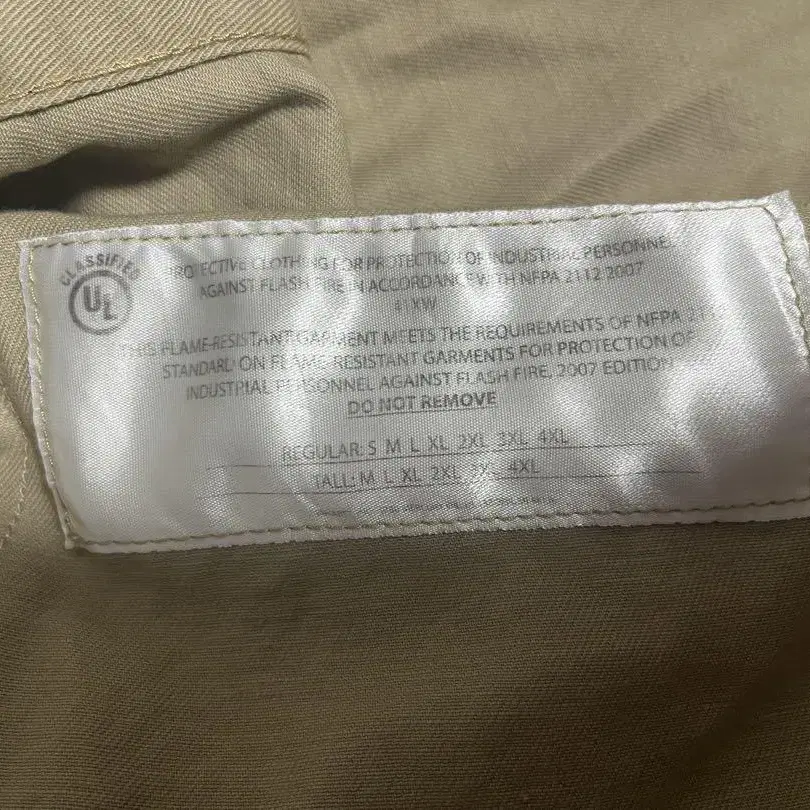 CLASSIFIED
UL
PROTECTIVE CLOTHING FOR PROTECTION OF INDUSTRIAL PERSONNEL
AGAINST FLASH FIRE IN ACCORDANCE WITH NFPA 2112 2007
41XW
THIS FLAME-RESISTANT GARMENT MEETS THE REQUIREMENTS OF NFPA
STANDARD ON FLAME-RESISTANT GARMENTS FOR PROTECTION OF
INDUSTRIAL PERSONNEL AGAINST FLASH FIRE, 2007 EDITION
DO NOT REMOVE
REGULAR: S M L XL 2XL 3XL 4XL
TALL: M L XL 2XL 3XL 4XL